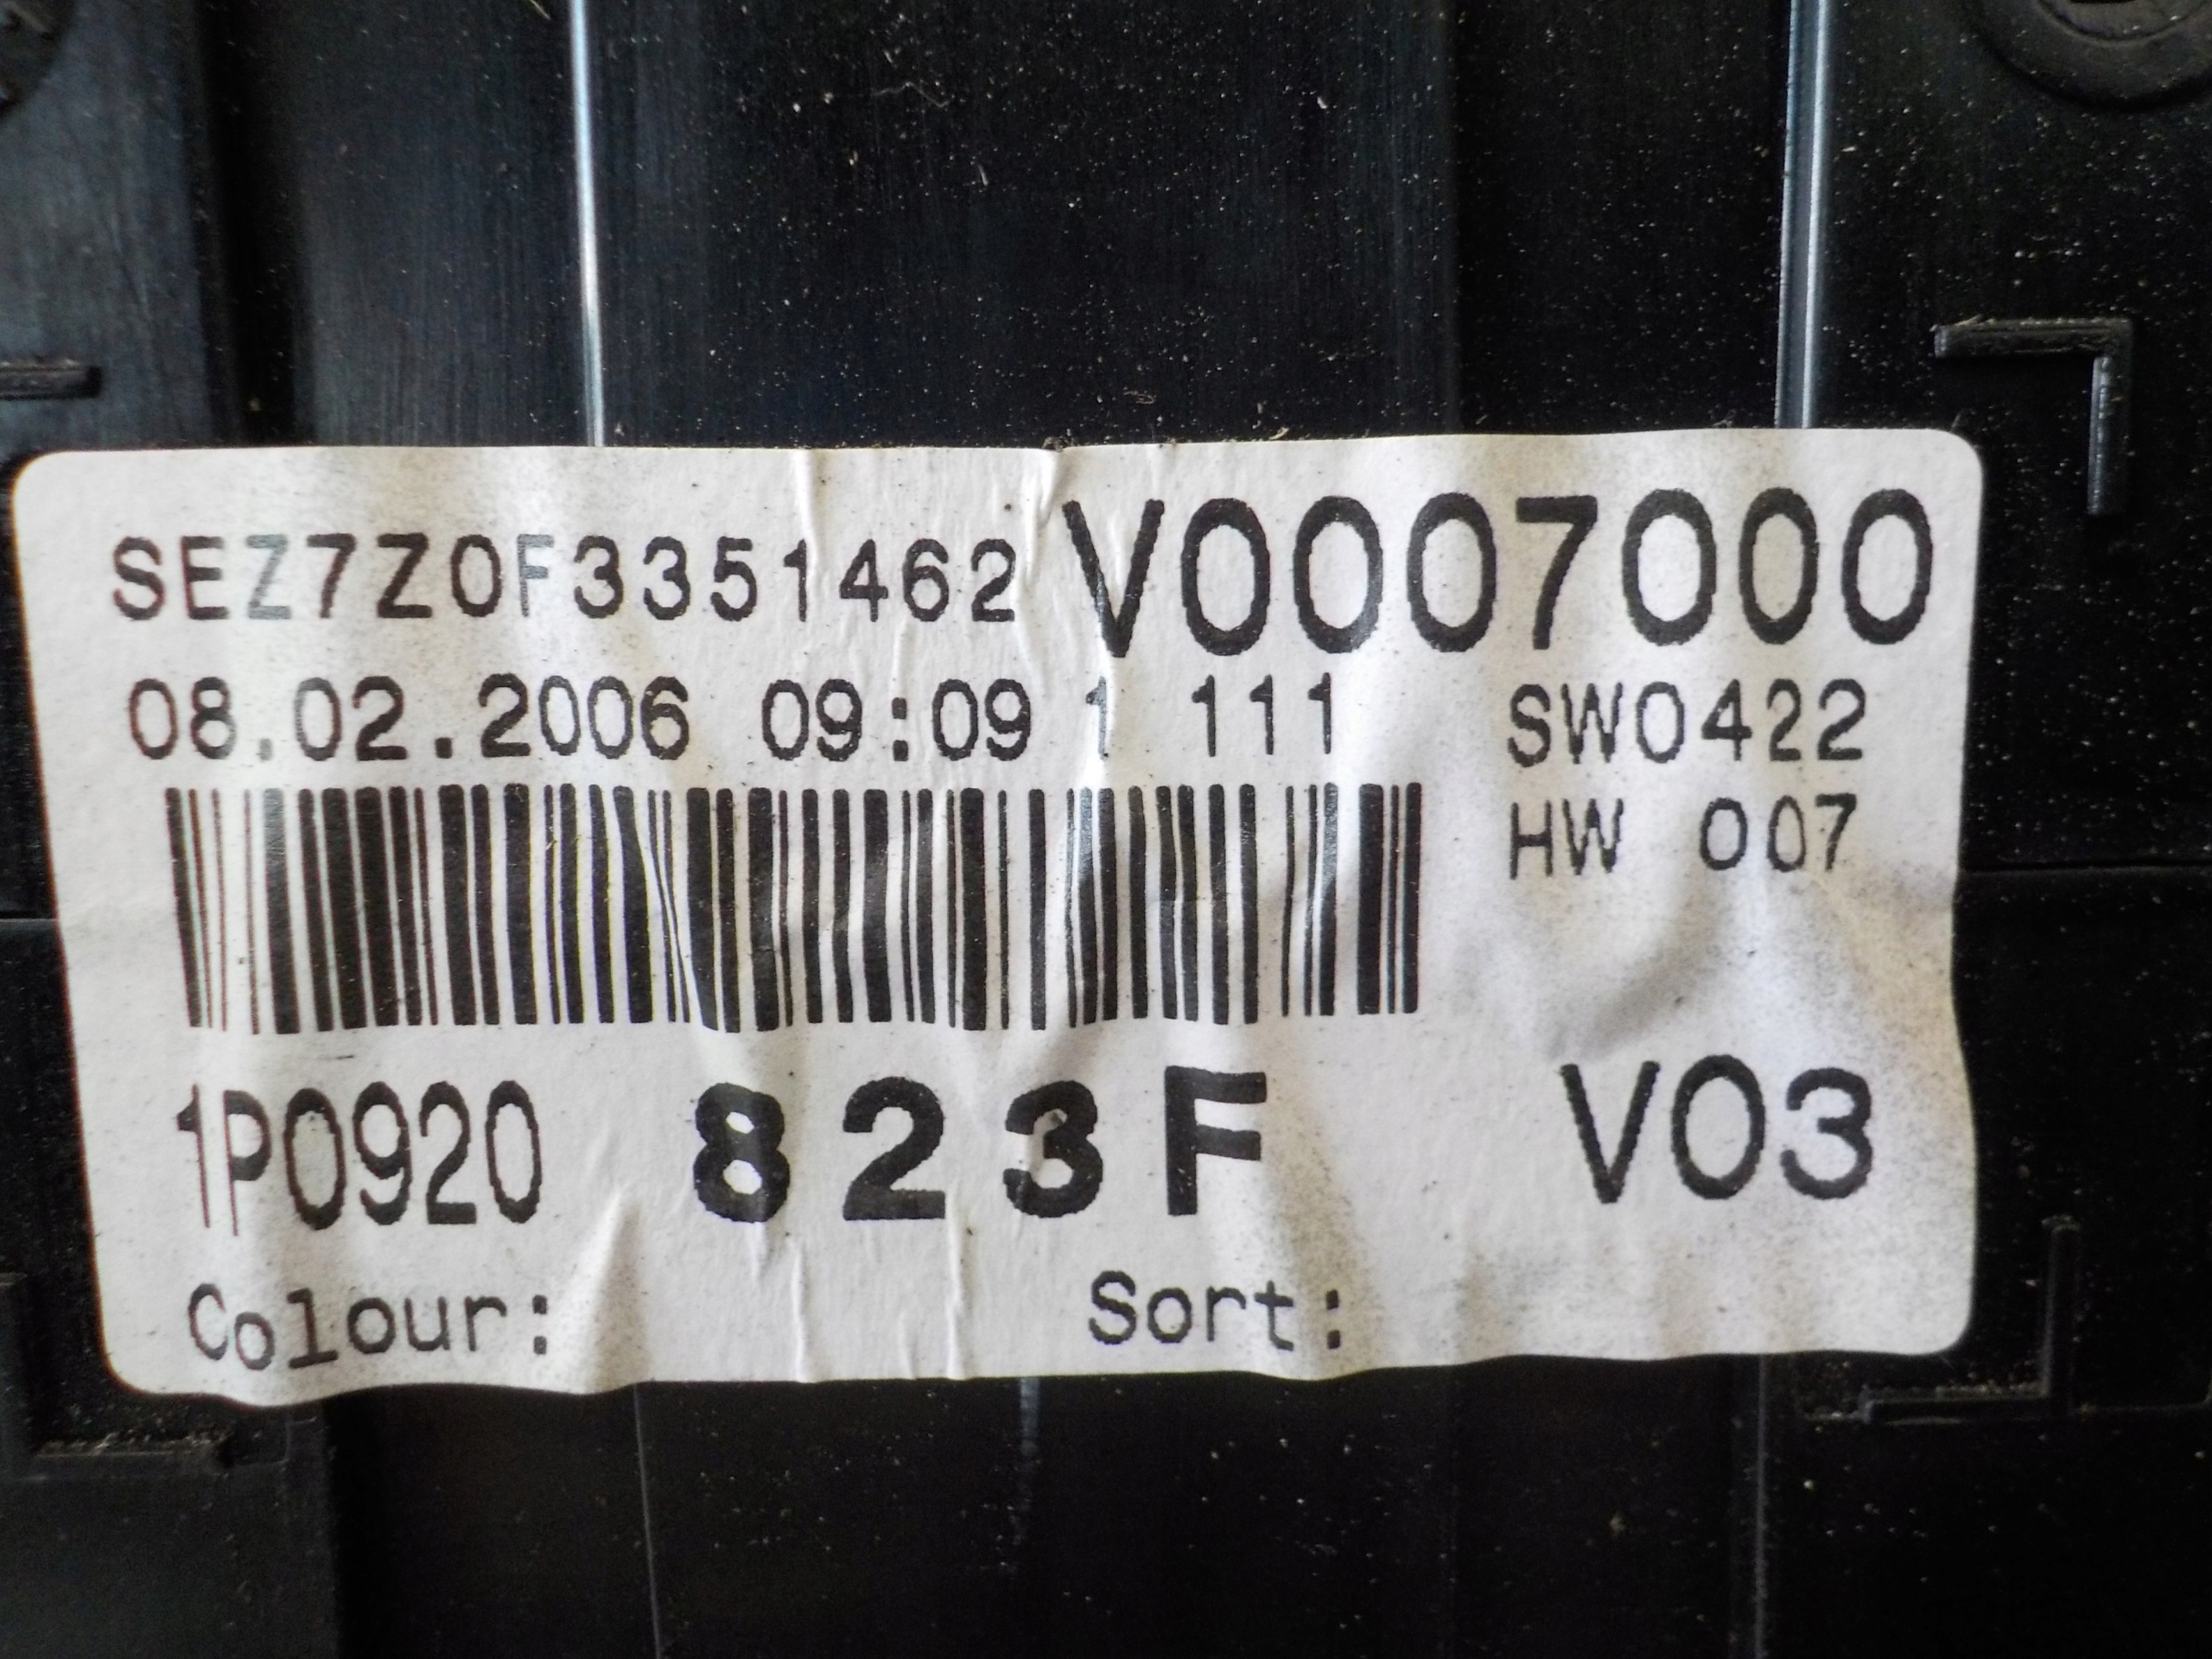 SEZ7Z0F3351462 V0007000
08.02.2006 09:09 1 111 SW0422
HW 007
1P0920 823F V03
Colour: Sort: